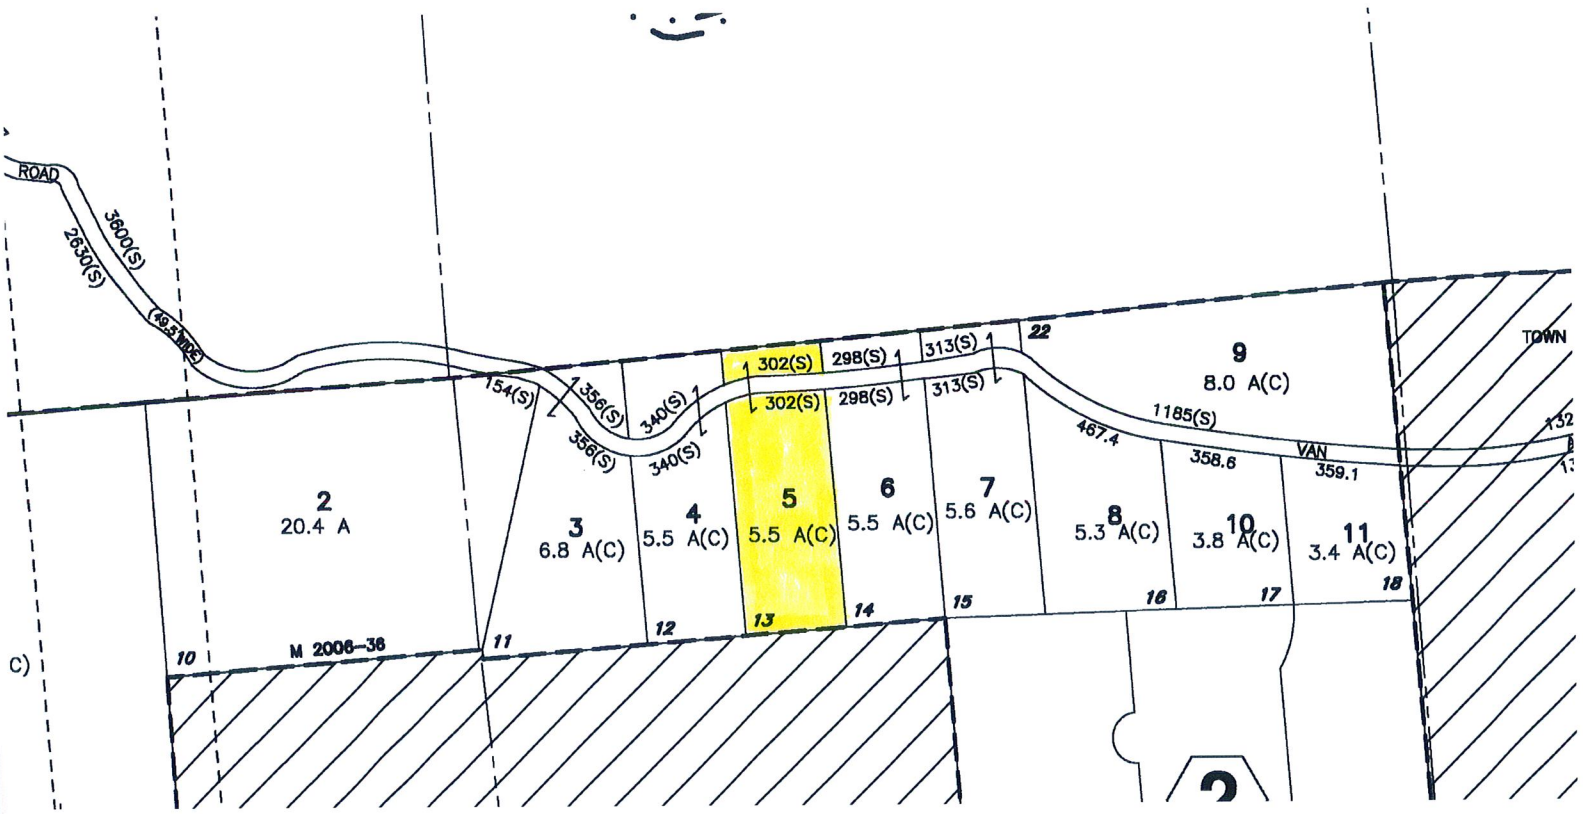 ROAD
3600(S)
2630(S)
(49.5'WIDE)
154(S)
356(S)
356(S)
340(S)
340(S)
302(S)
302(S)
298(S)
298(S)
313(S)
313(S)
22
9
8.0 A(C)
TOWN
1185(S)
467.4
358.6
VAN
359.1
132
13
2
20.4 A
3
6.8 A(C)
4
5.5 A(C)
5
5.5 A(C)
6
5.5 A(C)
7
5.6 A(C)
8
5.3 A(C)
10
3.8 A(C)
11
3.4 A(C)
10
M 2006-36
11
12
13
14
15
16
17
18
C)
2